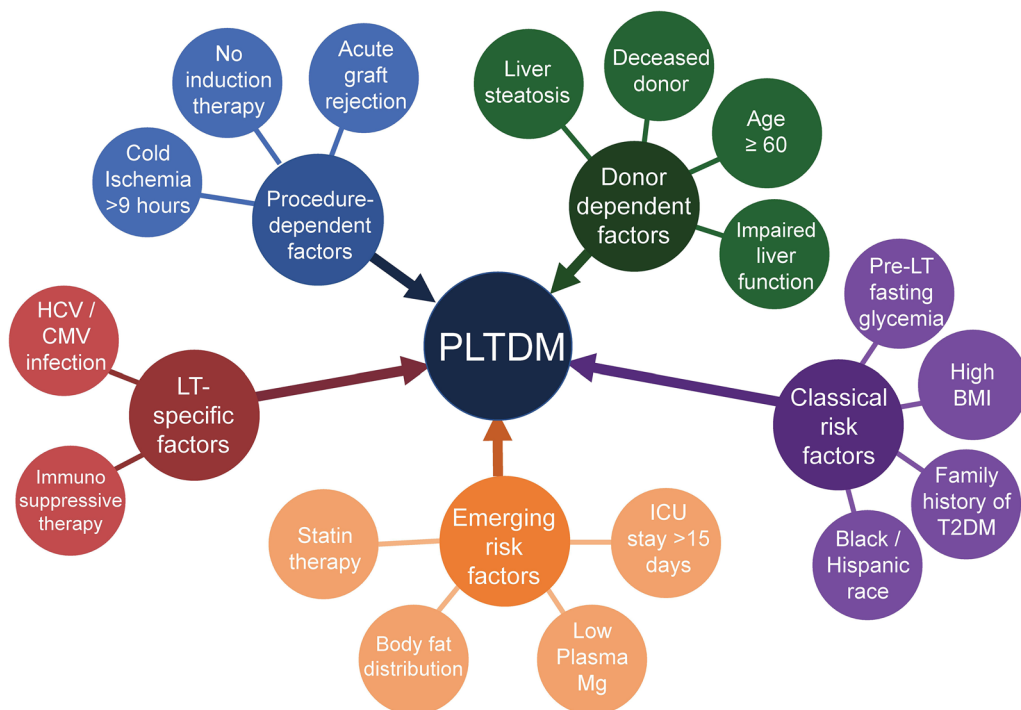 No
induction
therapy
Acute
graft
rejection
Cold
Ischemia
>9 hours
Procedure-
dependent
factors
Liver
steatosis
Deceased
donor
Age
≥ 60
Impaired
liver
function
Donor
dependent
factors
PLTDM
HCV /
CMV
infection
Immuno
suppressive
therapy
LT-
specific
factors
Pre-LT
fasting
glycemia
High
BMI
Family
history of
T2DM
Black /
Hispanic
race
Classical
risk
factors
Emerging
risk
factors
Statin
therapy
Body fat
distribution
Low
Plasma
Mg
ICU
stay >15
days